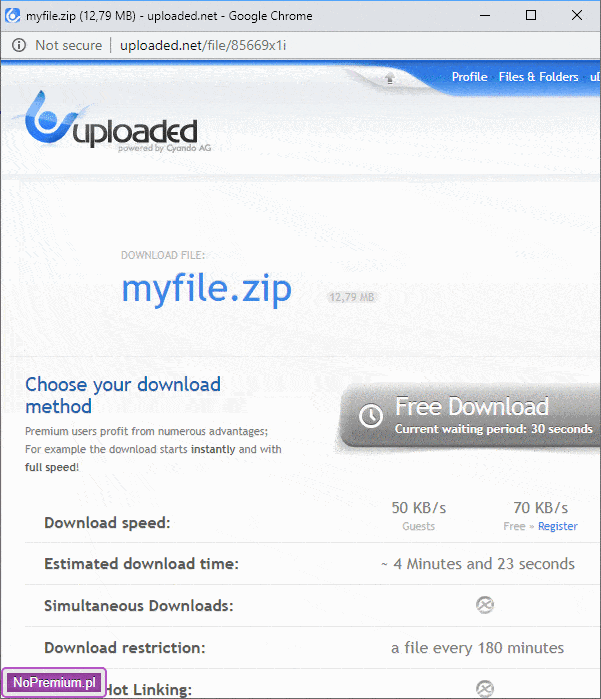 myfile.zip (12,79 MB) - uploaded.net - Google Chrome
Not secure | uploaded.net/file/85669x1i
Profile · Files & Folders · uD
uploaded
powered by Cyando AG
DOWNLOAD FILE:
myfile.zip 12,79 MB
Choose your download
method
Premium users profit from numerous advantages;
For example the download starts instantly and with
full speed!
Free Download
Current waiting period: 30 seconds
50 KB/s 70 KB/s
Guests Free » Register
Download speed:
Estimated download time: ~ 4 Minutes and 23 seconds
Simultaneous Downloads:
Download restriction: a file every 180 minutes
NoPremium.pl
Hot Linking: